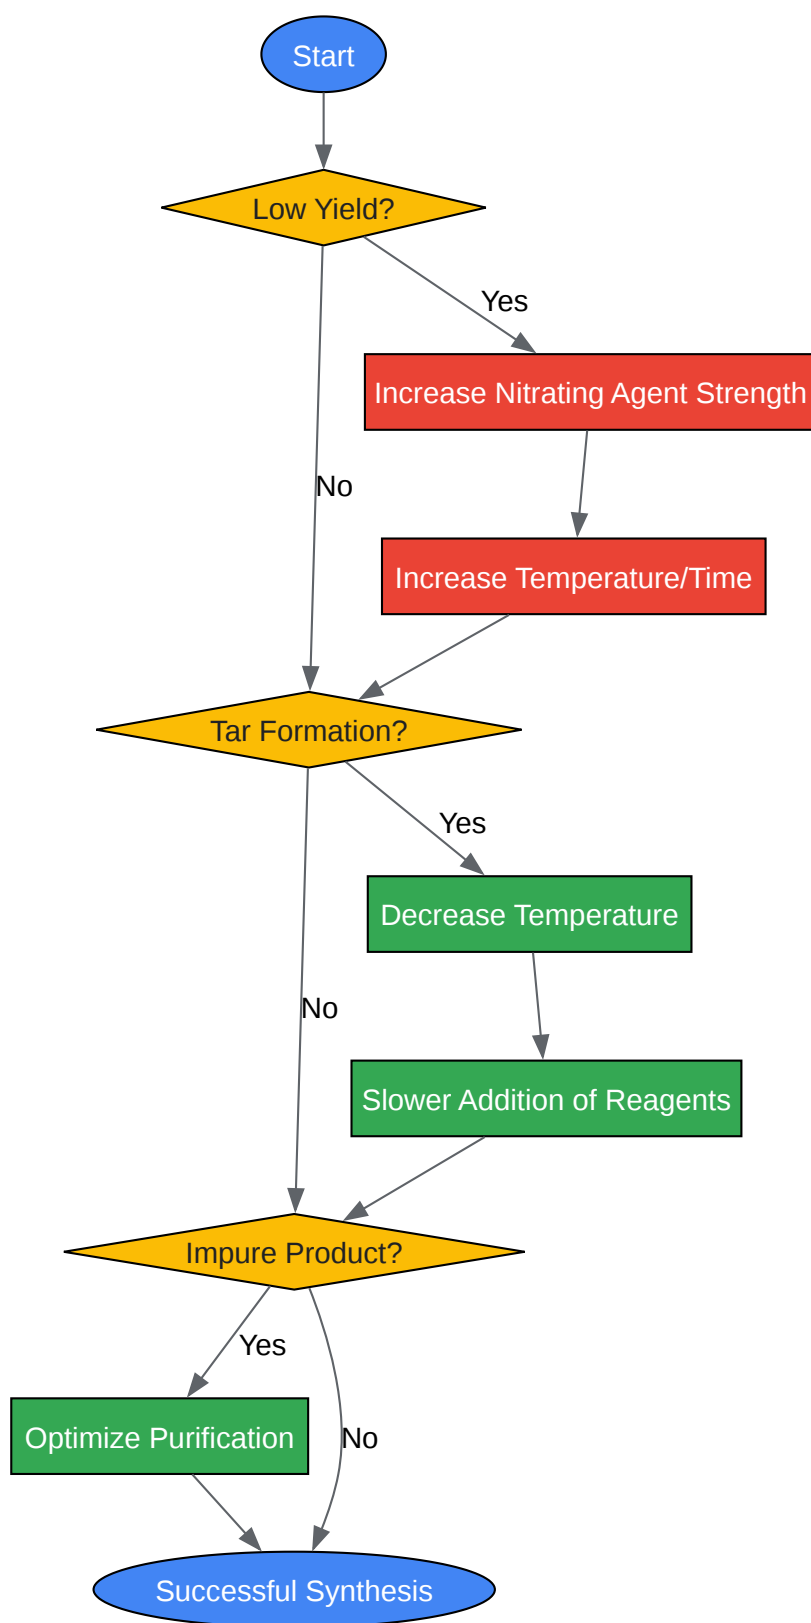 Start
Low Yield?
Yes
Increase Nitrating Agent Strength
No
Increase Temperature/Time
Tar Formation?
Yes
Decrease Temperature
No
Slower Addition of Reagents
Impure Product?
Yes
Optimize Purification
No
Successful Synthesis